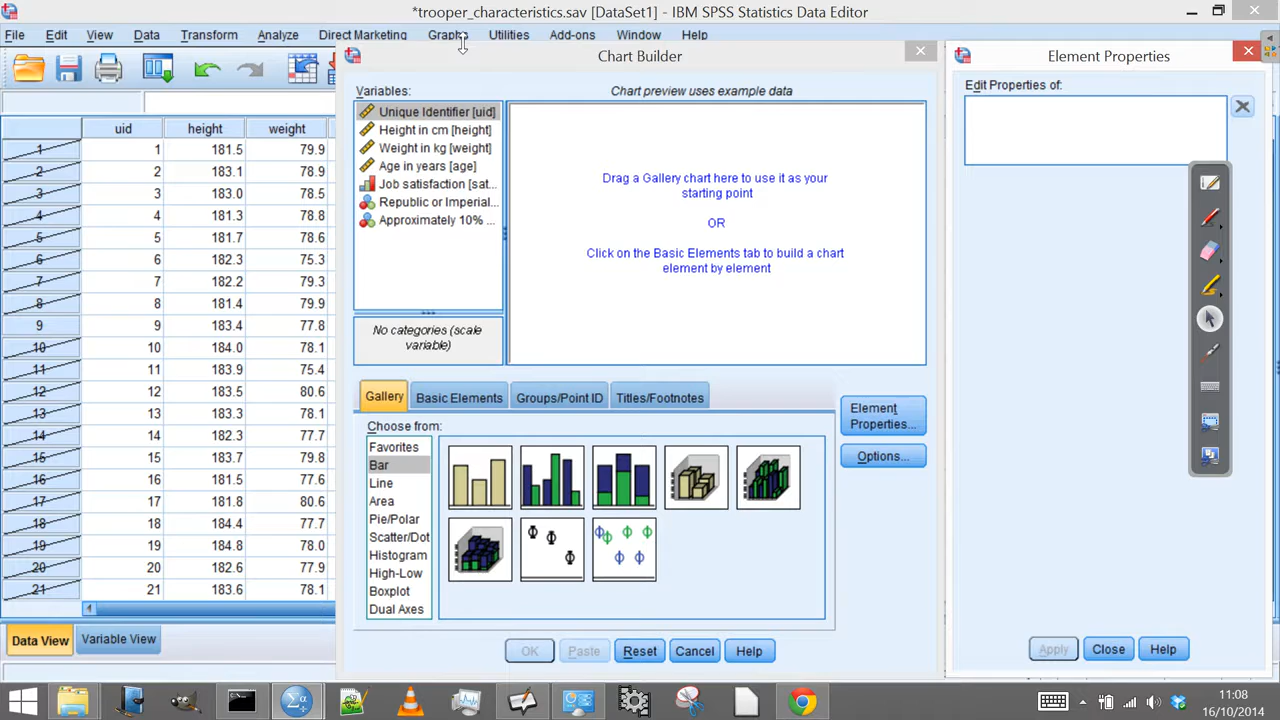 *trooper_characteristics.sav [DataSet1] - IBM SPSS Statistics Data Editor
File Edit View Data Transform Analyze Direct Marketing Graphs Utilities Add-ons Window Help
Chart Builder
Element Properties
Variables:
Chart preview uses example data
Edit Properties of:
Unique Identifier [uid]
Height in cm [height]
Weight in kg [weight]
Age in years [age]
Job satisfaction [sat...
Republic or Imperial...
Approximately 10% ...
Drag a Gallery chart here to use it as your
starting point
OR
Click on the Basic Elements tab to build a chart
element by element
No categories (scale
variable)
uid height weight
1 1 181.5 79.9
2 2 183.1 78.9
3 3 183.0 78.5
4 4 181.3 78.8
5 5 181.7 78.6
6 6 182.3 75.3
7 7 182.2 79.3
8 8 181.4 79.9
9 9 183.4 77.8
10 10 184.0 78.1
11 11 183.9 75.4
12 12 183.5 80.6
13 13 183.3 78.1
14 14 182.3 77.7
15 15 183.7 79.8
16 16 181.5 77.6
17 17 181.8 80.6
18 18 184.4 77.7
19 19 184.8 78.0
20 20 182.6 77.9
21 21 183.6 78.1
Gallery Basic Elements Groups/Point ID Titles/Footnotes
Choose from:
Favorites
Bar
Line
Area
Pie/Polar
Scatter/Dot
Histogram
High-Low
Boxplot
Dual Axes
Element
Properties...
Options...
OK Paste Reset Cancel Help
Apply Close Help
Data View Variable View
11:08
16/10/2014